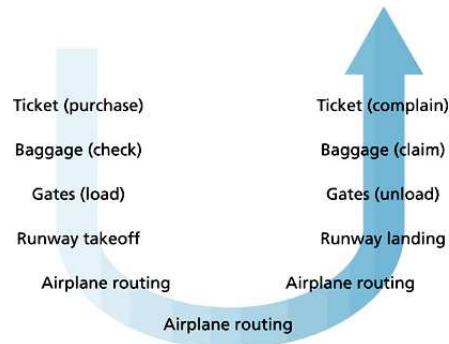 Ticket (purchase)
Baggage (check)
Gates (load)
Runway takeoff
Airplane routing
Airplane routing
Airplane routing
Runway landing
Gates (unload)
Baggage (claim)
Ticket (complain)